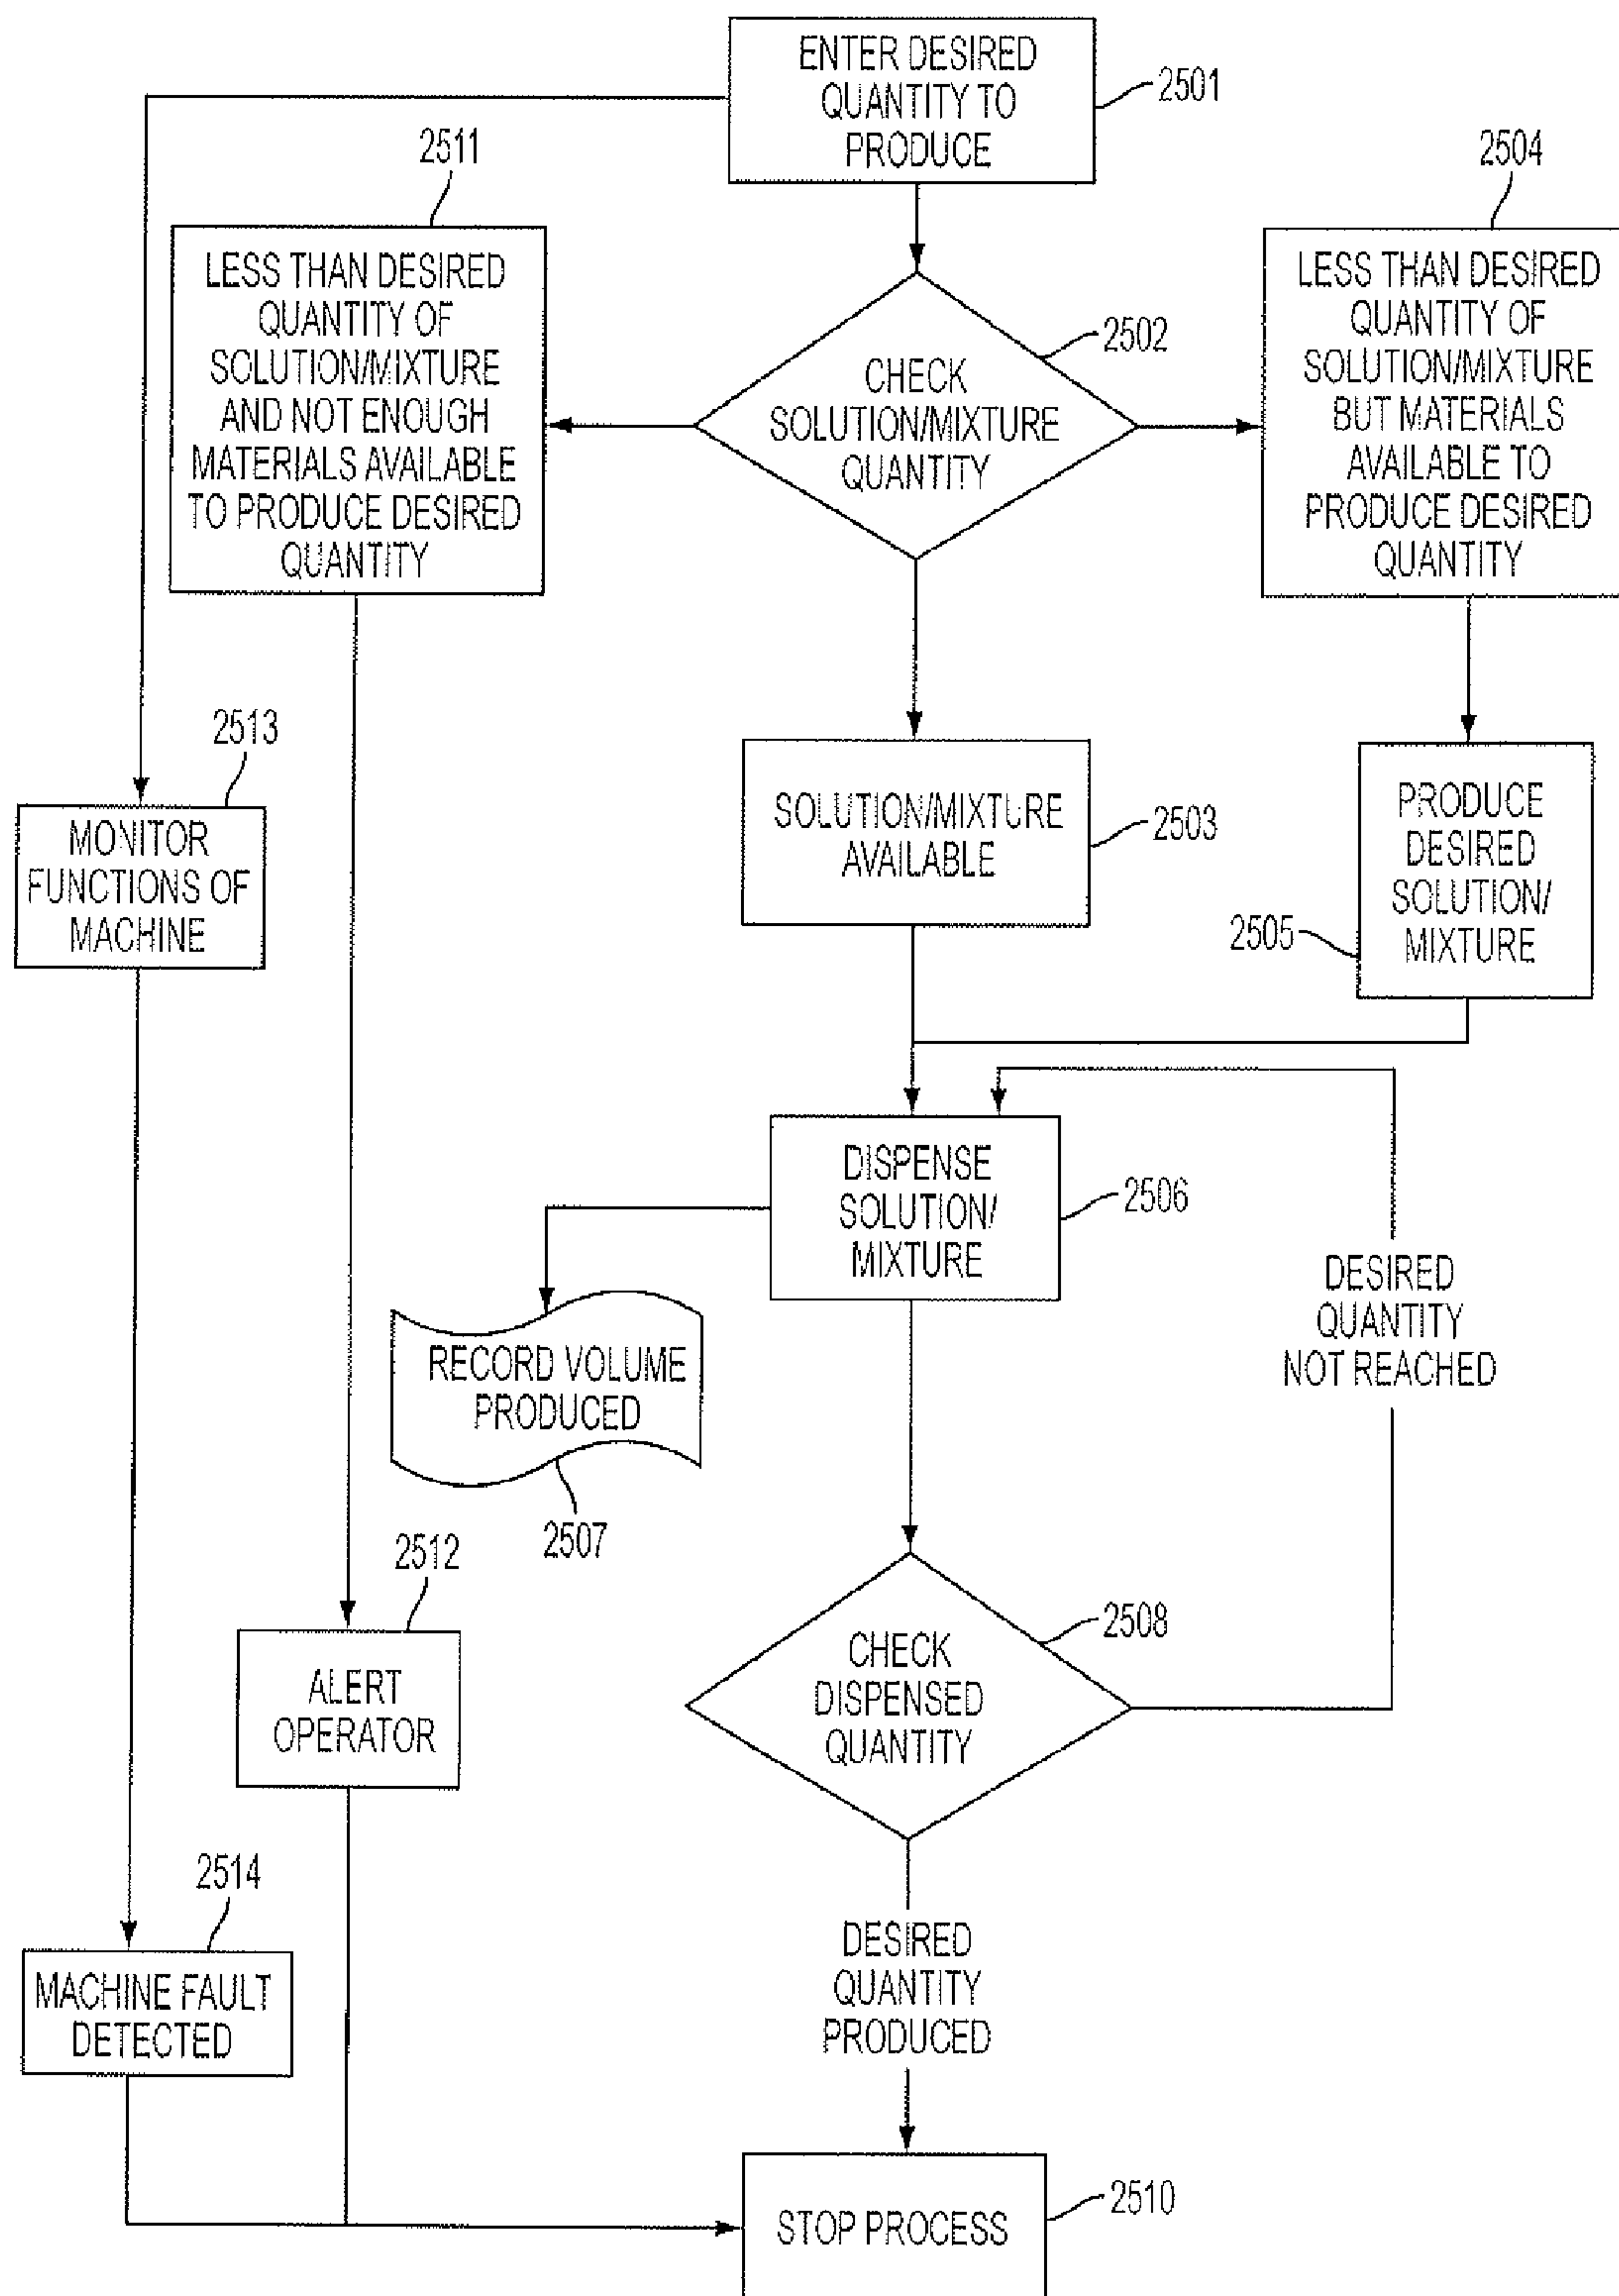 ENTER DESIRED
QUANTITY TO
PRODUCE
2501
2511
2504
LESS THAN DESIRED
QUANTITY OF
SOLUTION/MIXTURE
AND NOT ENOUGH
MATERIALS AVAILABLE
TO PRODUCE DESIRED
QUANTITY
CHECK
SOLUTION/MIXTURE
QUANTITY
2502
LESS THAN DESIRED
QUANTITY OF
SOLUTION/MIXTURE
BUT MATERIALS
AVAILABLE TO
PRODUCE DESIRED
QUANTITY
2513
MONITOR
FUNCTIONS OF
MACHINE
SOLUTION/MIXTURE
AVAILABLE
2503
PRODUCE
DESIRED
SOLUTION/
MIXTURE
2505
DISPENSE
SOLUTION/
MIXTURE
2506
DESIRED
QUANTITY
NOT REACHED
RECORD VOLUME
PRODUCED
2507
2512
ALERT
OPERATOR
CHECK
DISPENSED
QUANTITY
2508
2514
MACHINE FAULT
DETECTED
DESIRED
QUANTITY
PRODUCED
STOP PROCESS
2510